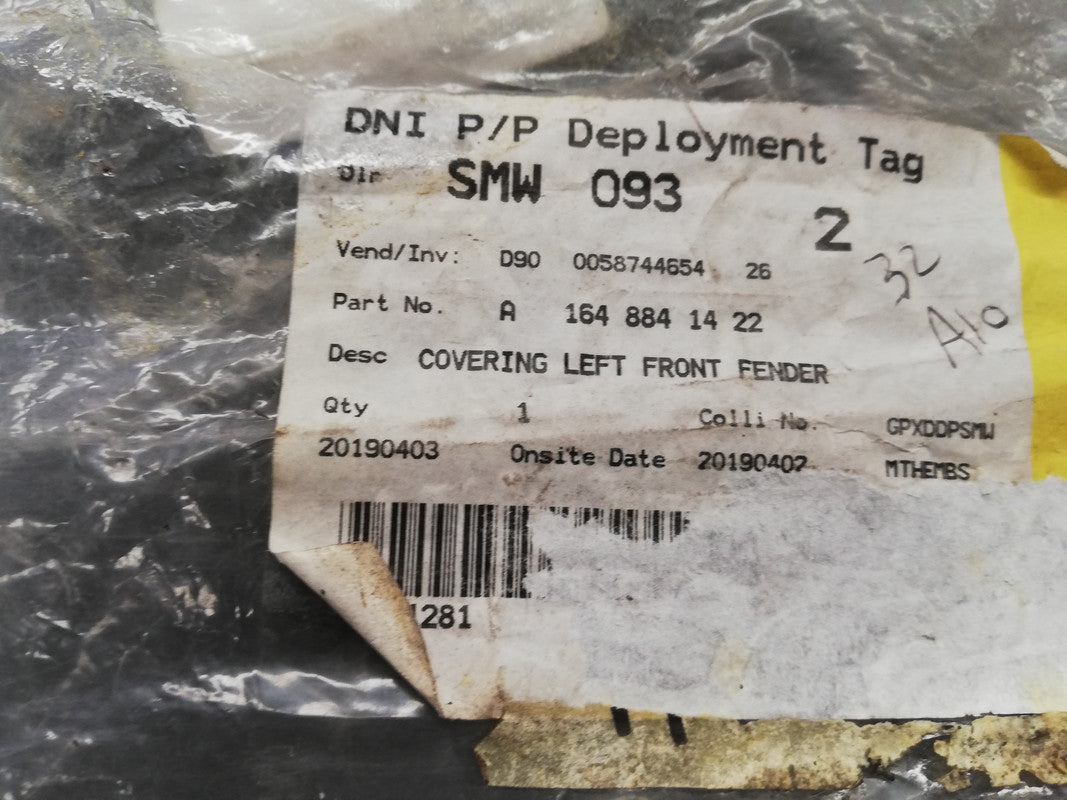 DNI P/P Deployment Tag
Dlr SMW 093
2
Vend/Inv: D90 0058744654 26
32
Part No. A 164 884 14 22
A10
Desc COVERING LEFT FRONT FENDER
Qty 1 Colli No. GPXDDPSMW
20190403 Onsite Date 20190402 MTHEMBS
1281